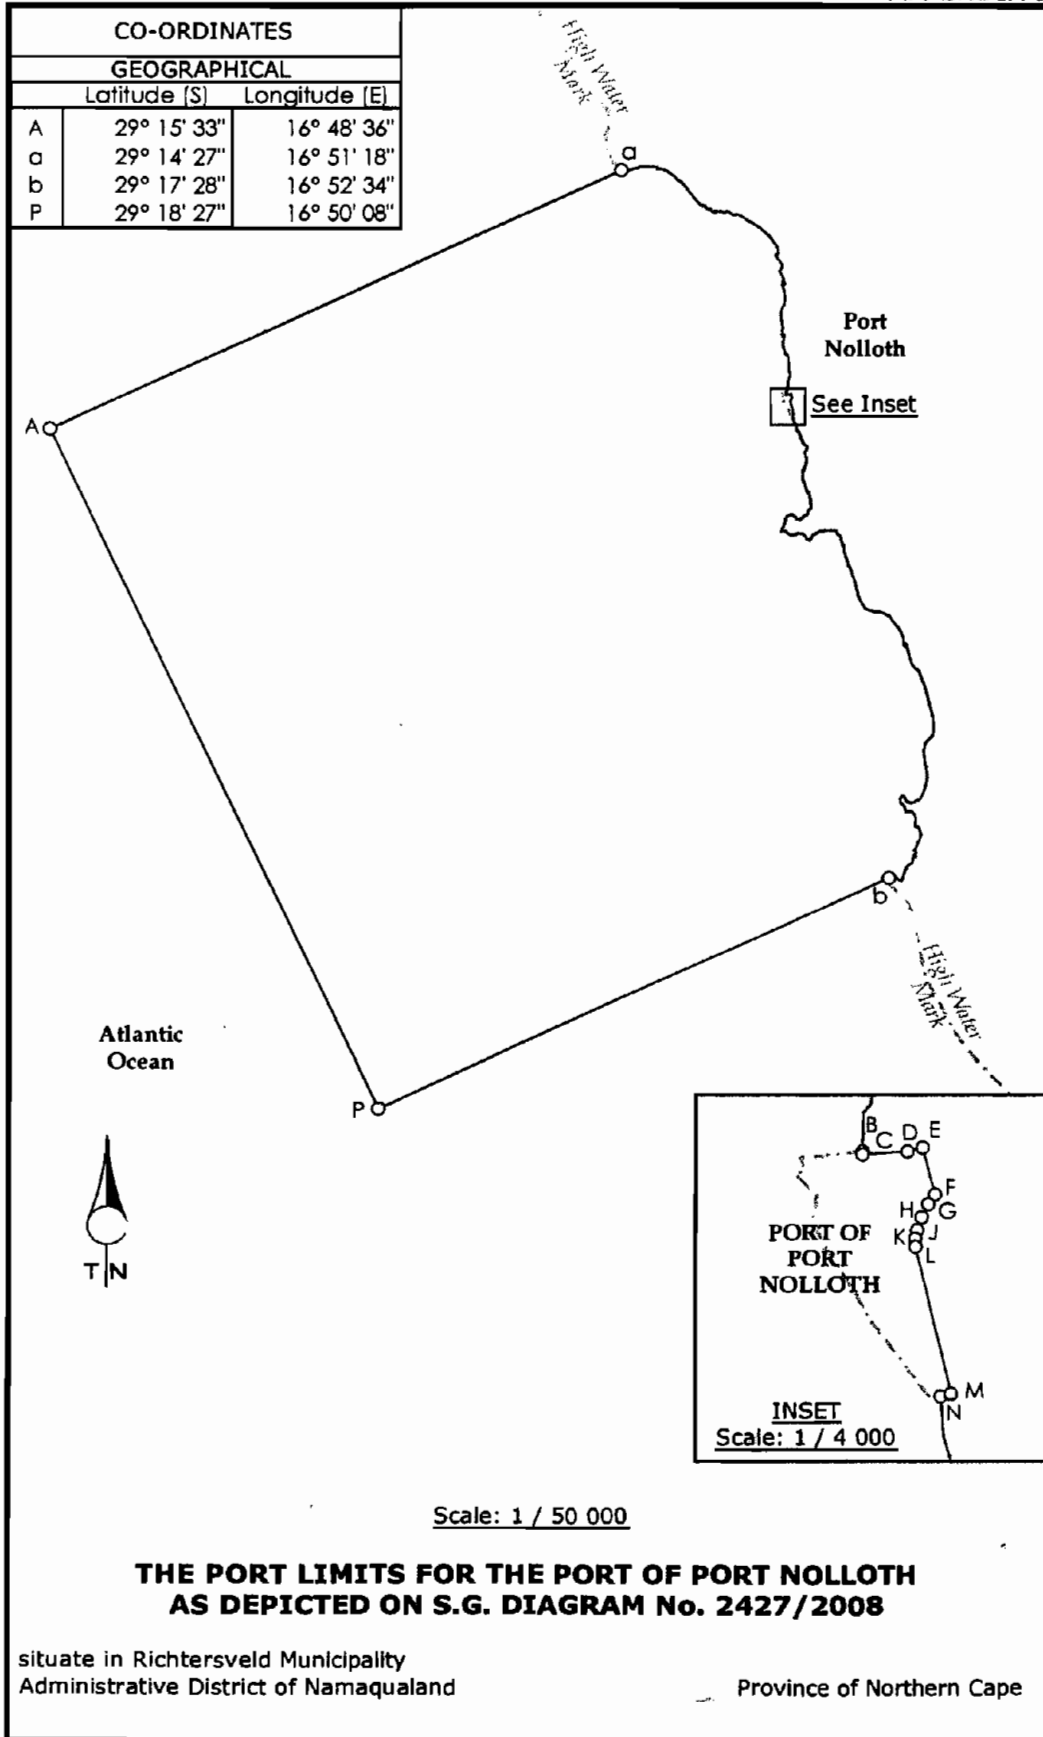 CO-ORDINATES
GEOGRAPHICAL
Latitude (S) Longitude (E)
A 29° 15' 33" 16° 48' 36"
a 29° 14' 27" 16° 51' 18"
b 29° 17' 28" 16° 52' 34"
P 29° 18' 27" 16° 50' 08"
High Water
Mark
a
Port
Nolloth
See Inset
A
b
High Water
Mark
Atlantic
Ocean
P
T N
B
C
D
E
F
G
H
J
K
L
PORT OF
PORT
NOLLOTH
M
N
INSET
Scale: 1 / 4 000
Scale: 1 / 50 000
THE PORT LIMITS FOR THE PORT OF PORT NOLLOTH
AS DEPICTED ON S.G. DIAGRAM No. 2427/2008
situate in Richtersveld Municipality
Administrative District of Namaqualand
Province of Northern Cape